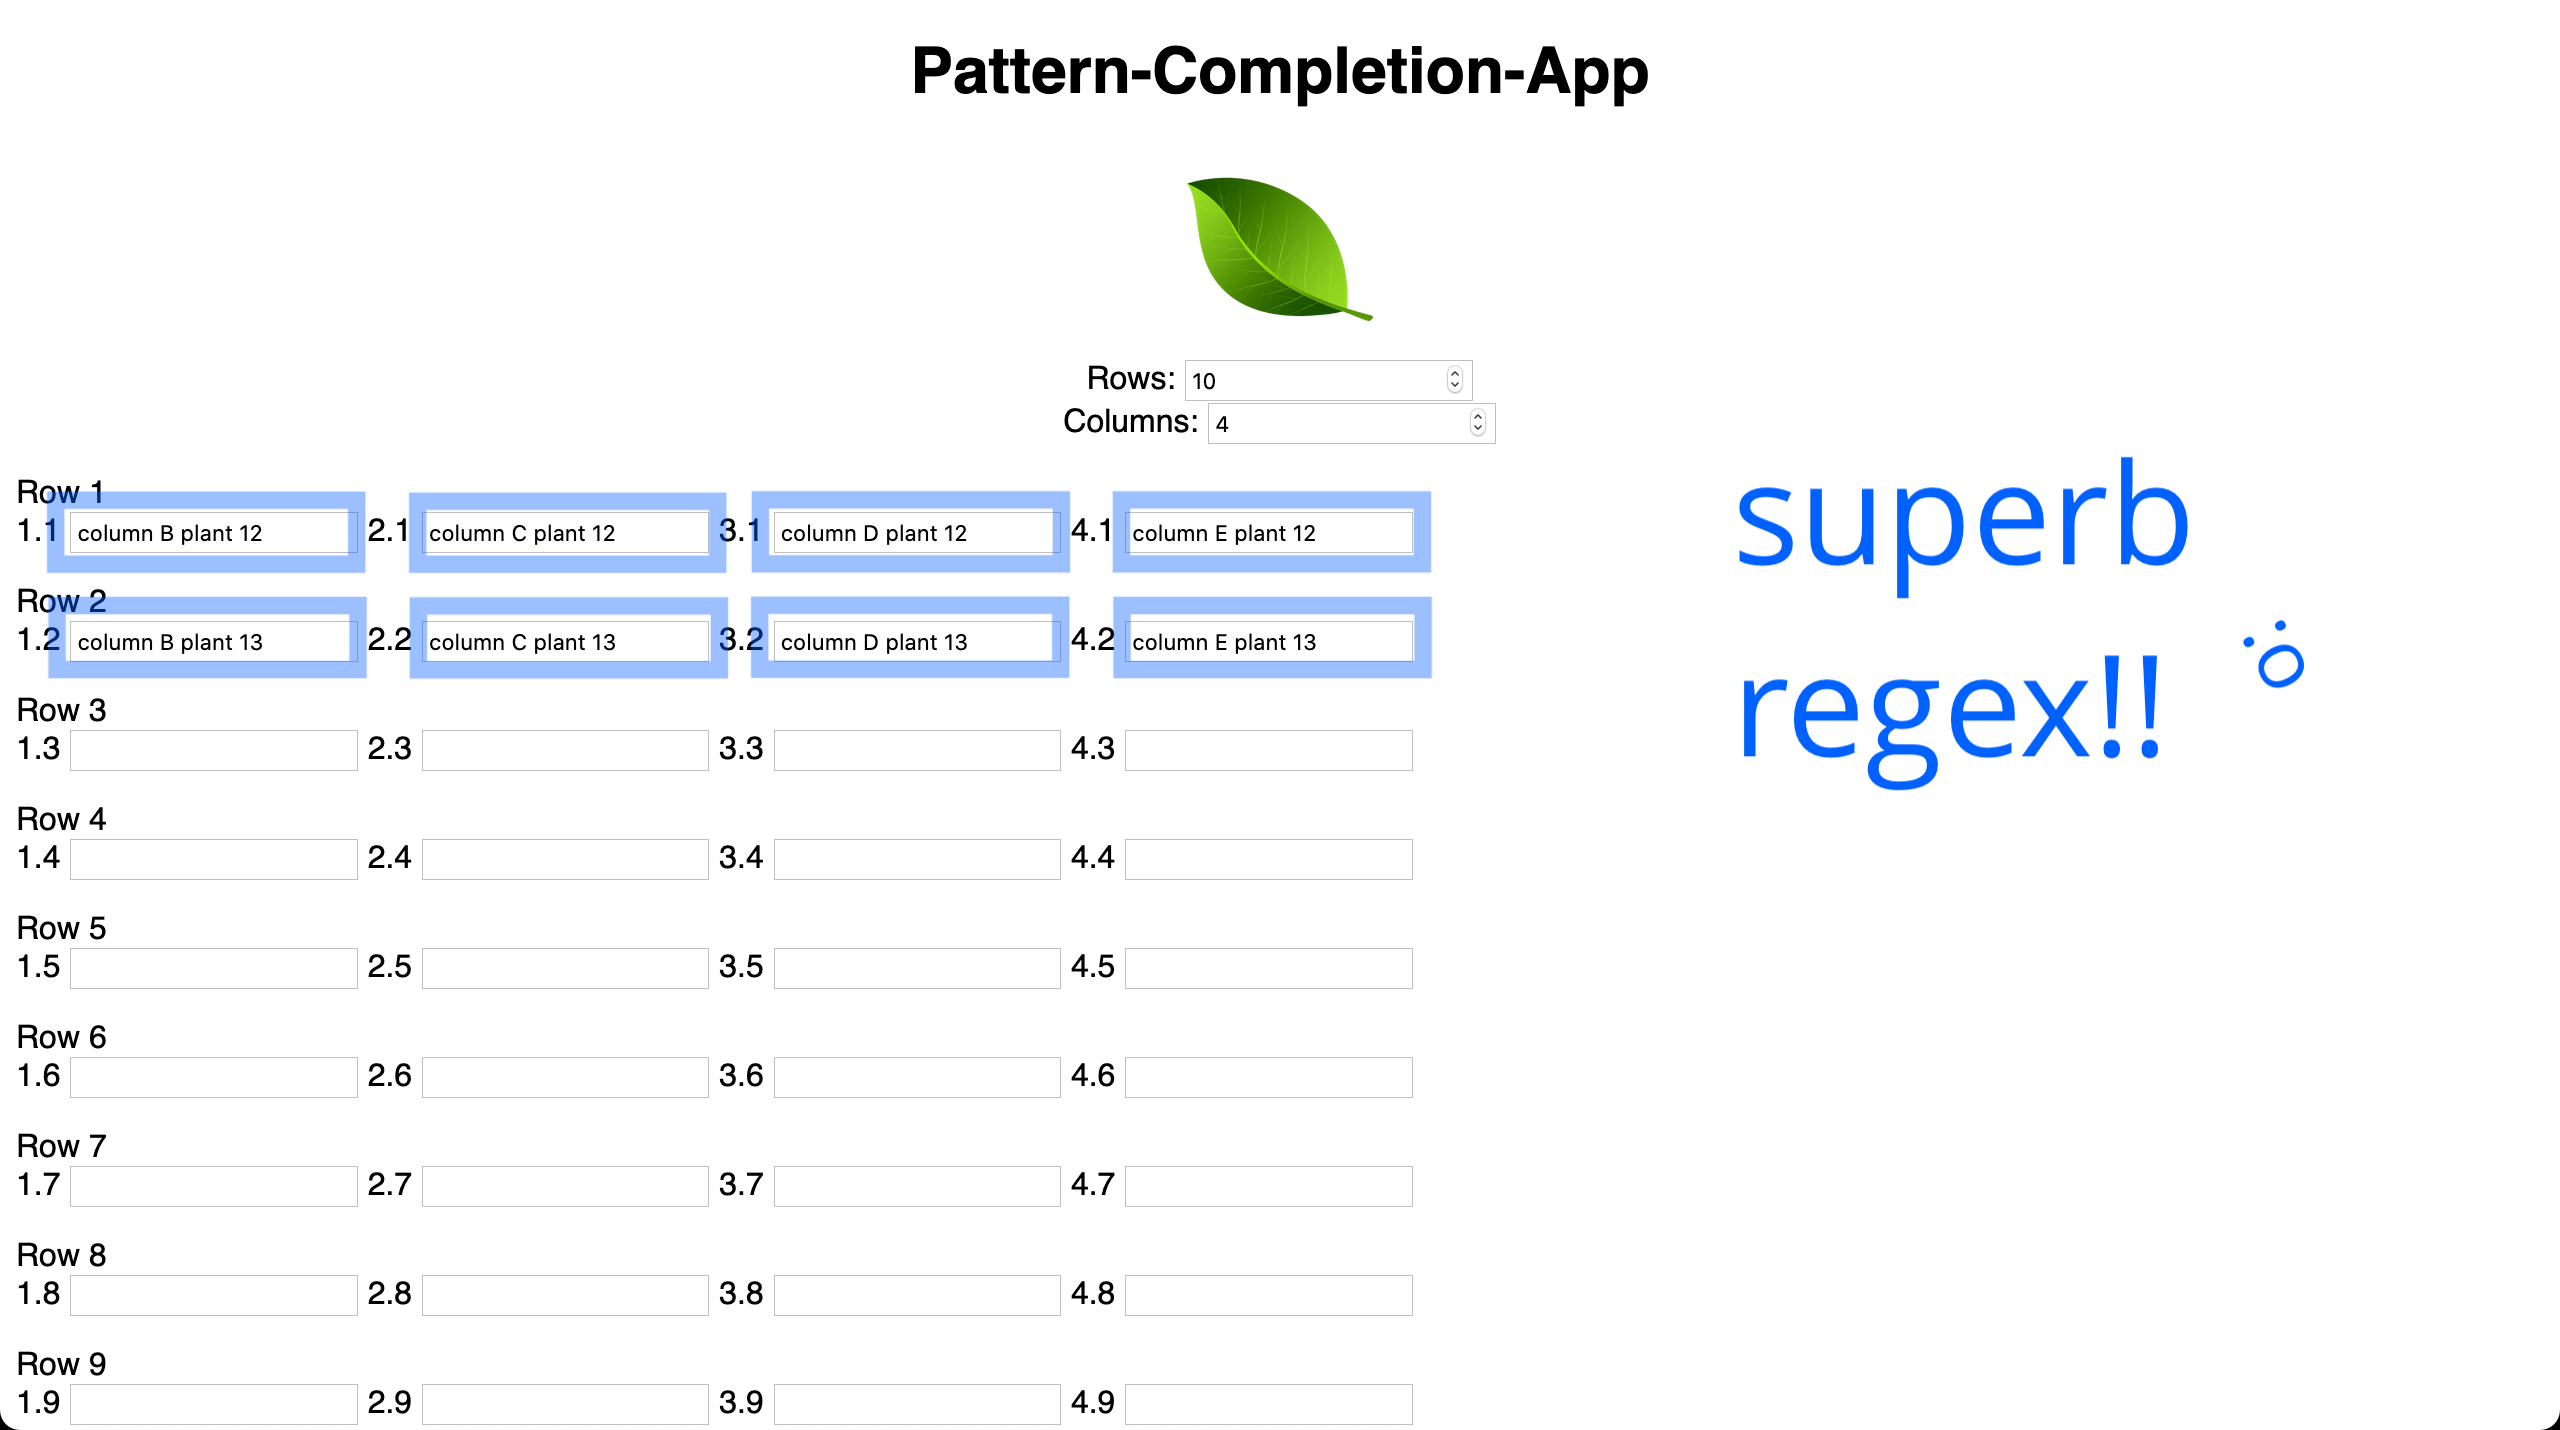 Pattern-Completion-App
Rows: 10
Columns: 4
Row 1
1.1 column B plant 12 2.1 column C plant 12 3.1 column D plant 12 4.1 column E plant 12
Row 2
1.2 column B plant 13 2.2 column C plant 13 3.2 column D plant 13 4.2 column E plant 13
Row 3
1.3 2.3 3.3 4.3
Row 4
1.4 2.4 3.4 4.4
Row 5
1.5 2.5 3.5 4.5
Row 6
1.6 2.6 3.6 4.6
Row 7
1.7 2.7 3.7 4.7
Row 8
1.8 2.8 3.8 4.8
Row 9
1.9 2.9 3.9 4.9
superb
regex!!